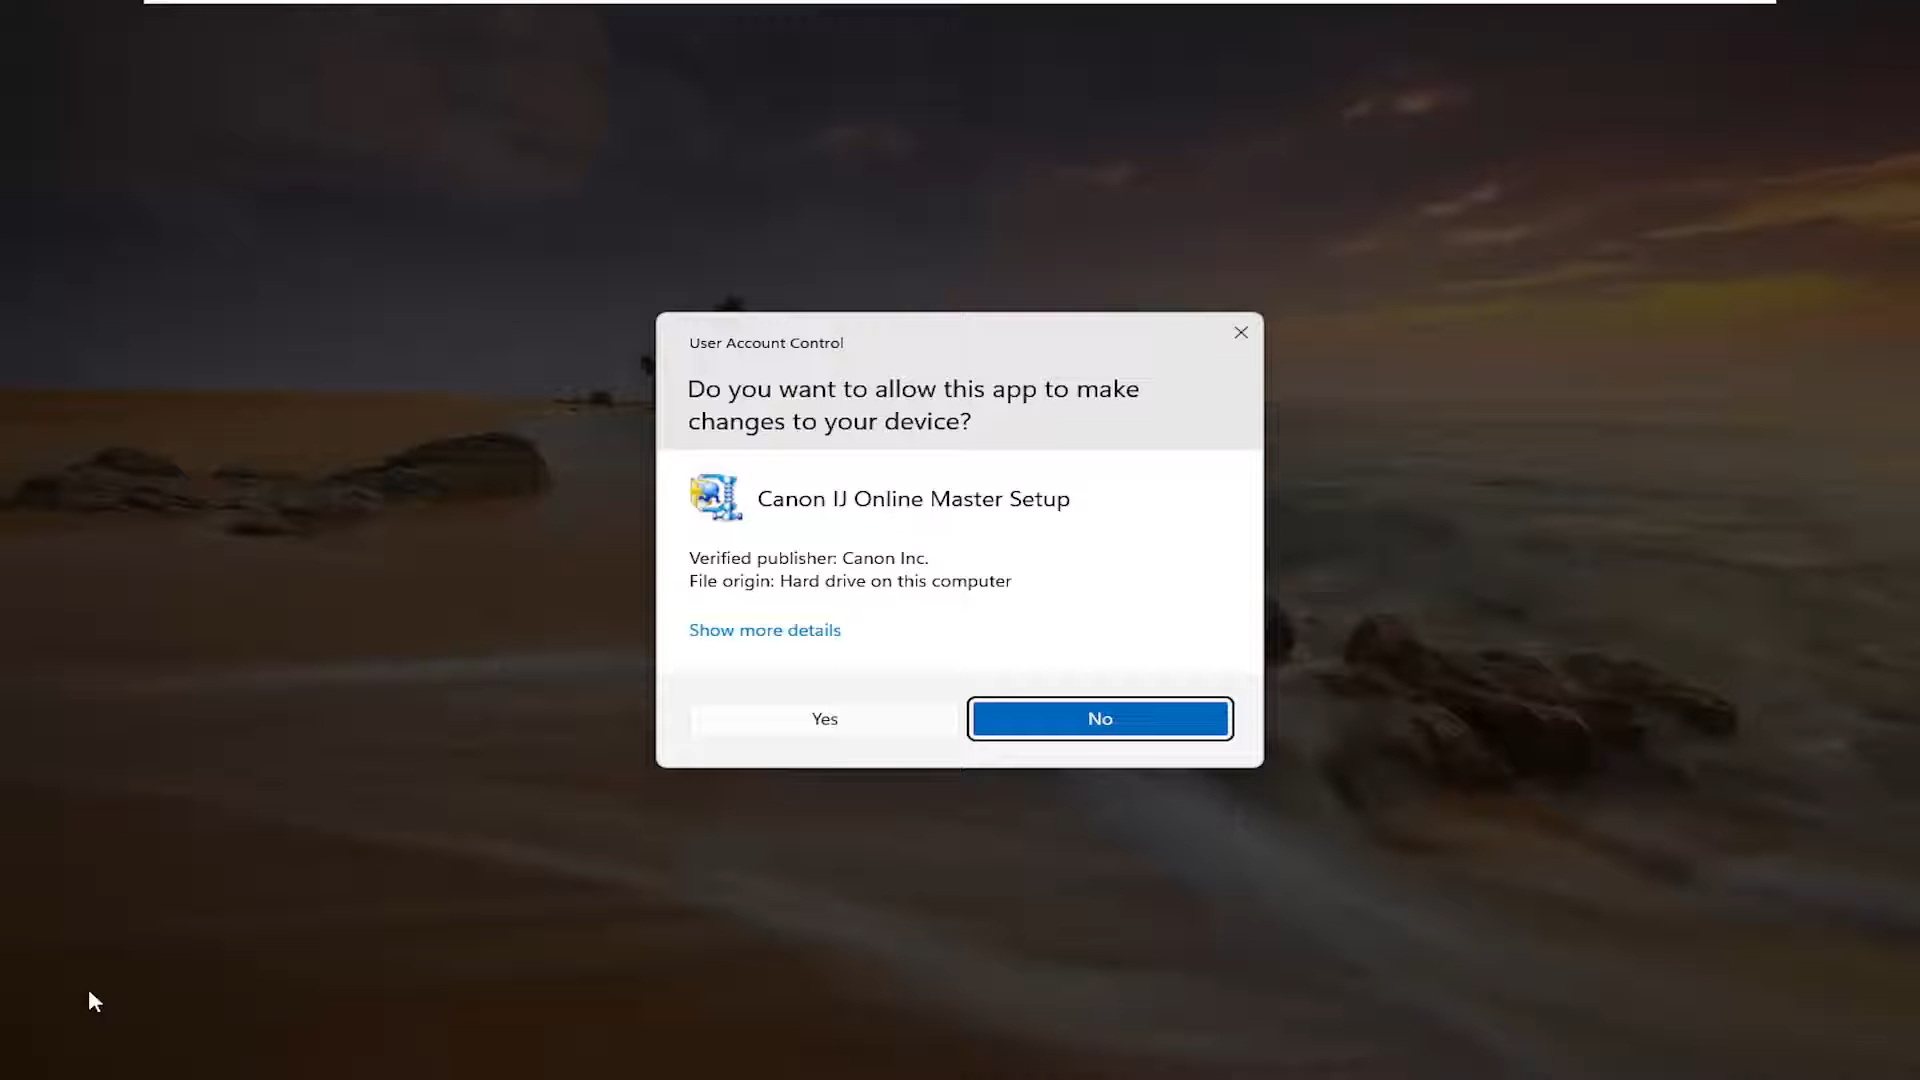 User Account Control
Do you want to allow this app to make
changes to your device?
Canon IJ Online Master Setup
Verified publisher: Canon Inc.
File origin: Hard drive on this computer
Show more details
Yes
No